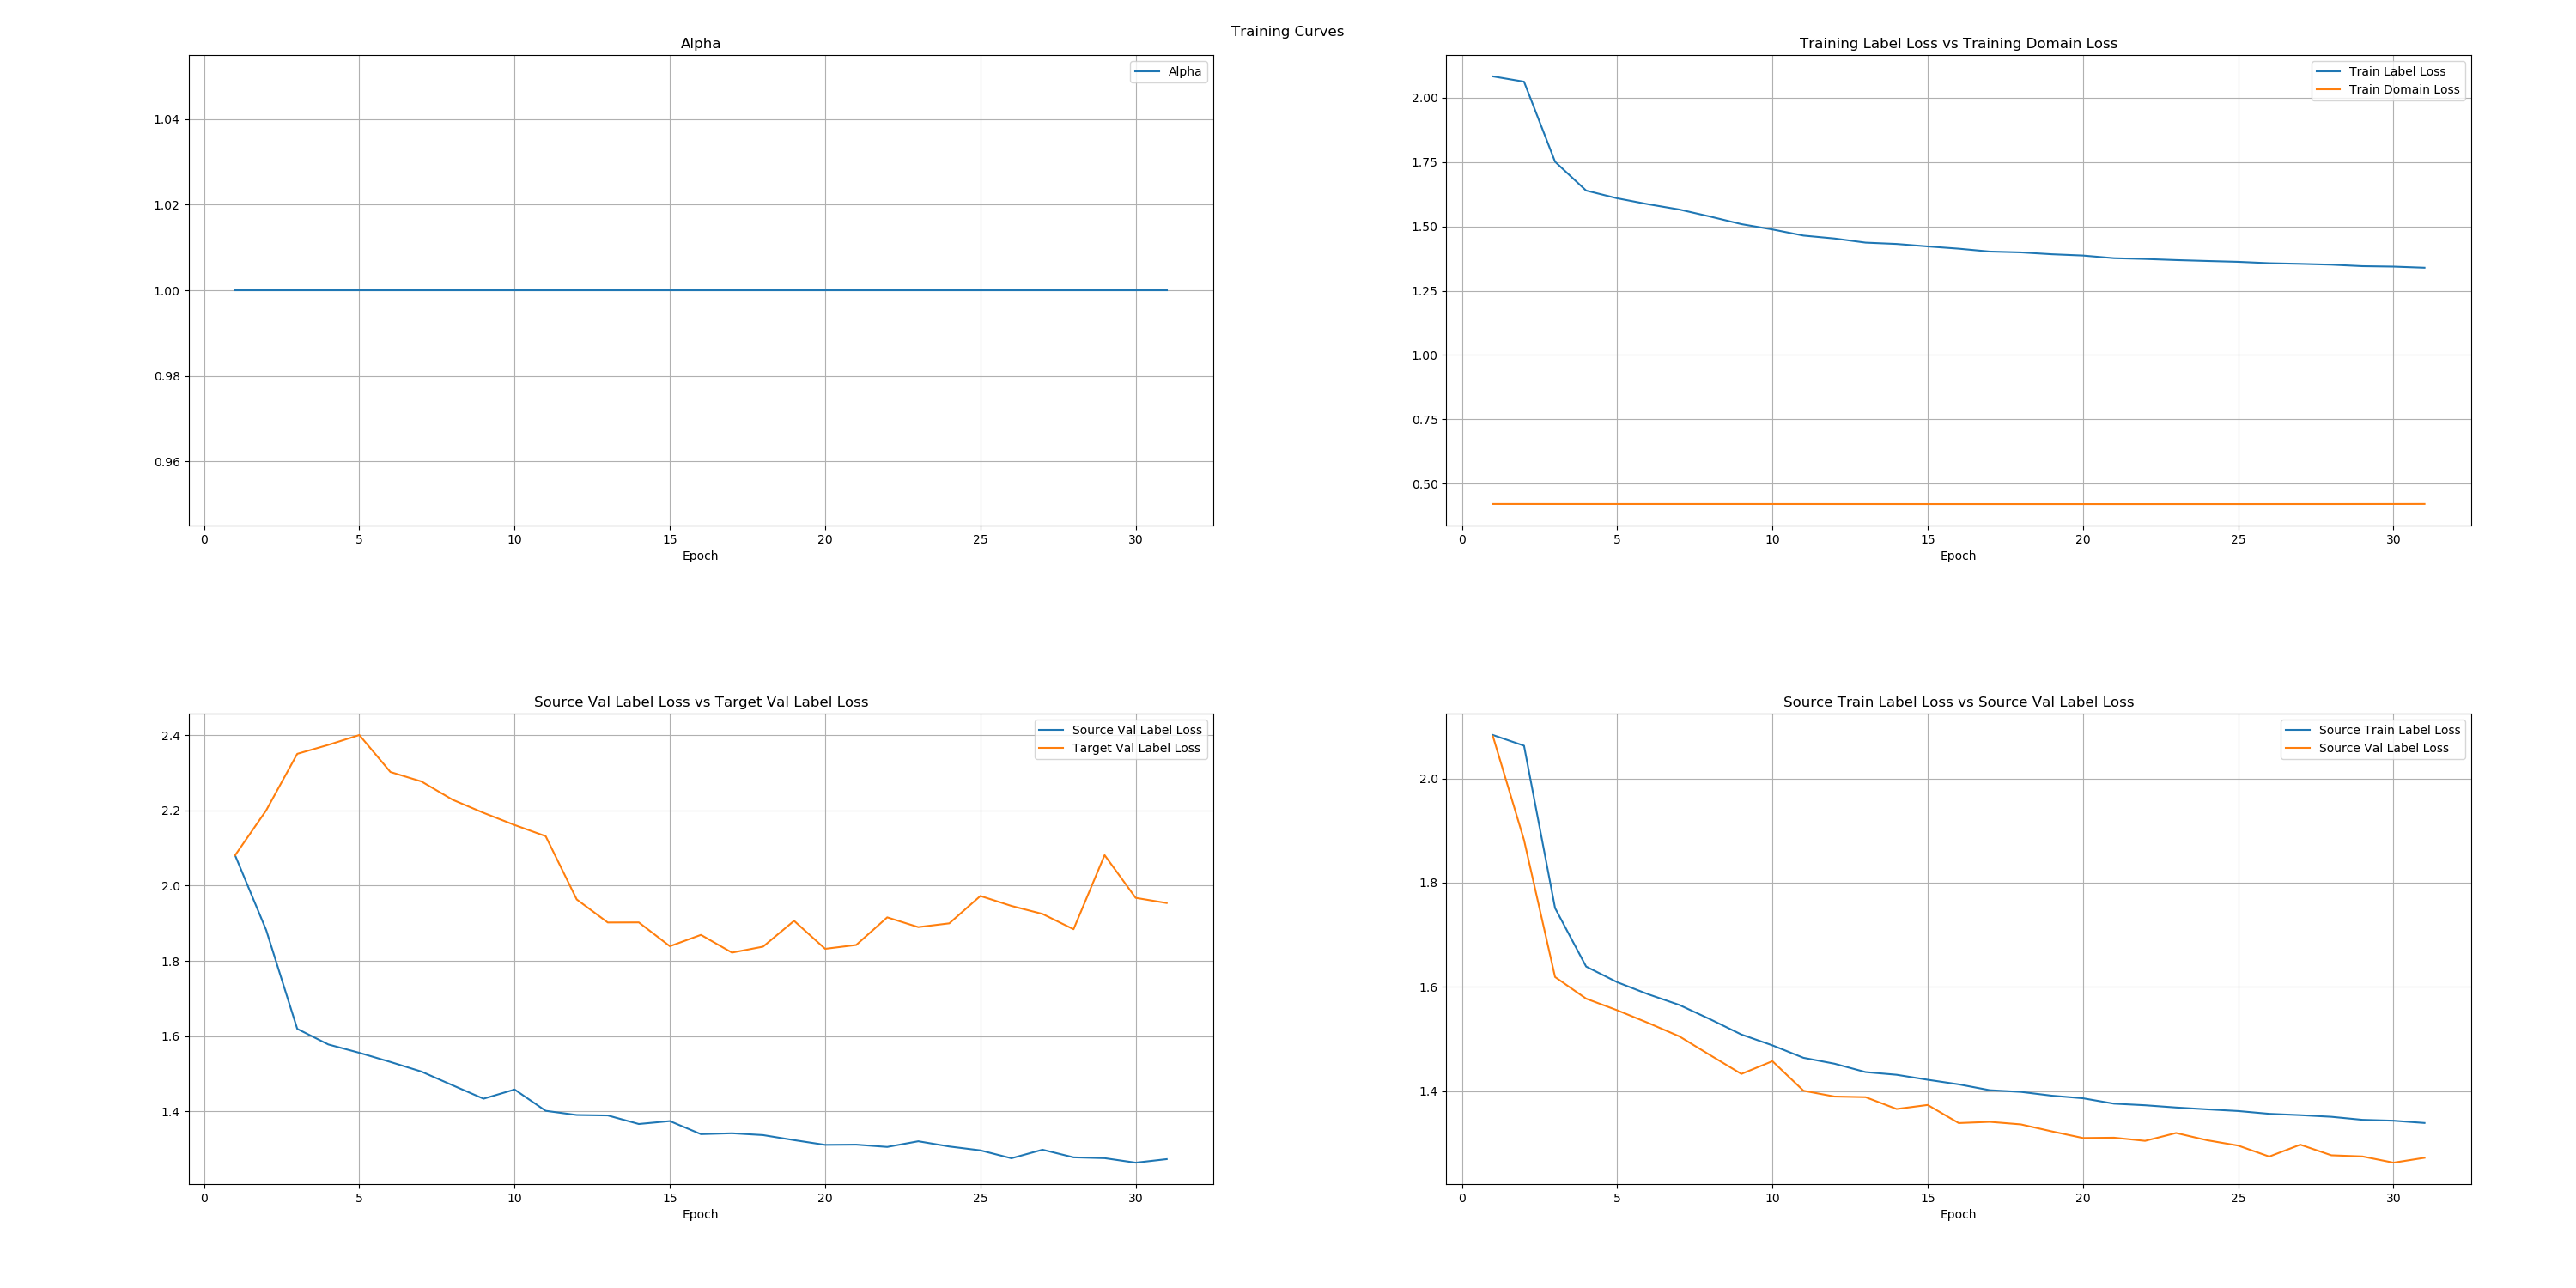 Training Curves
Alpha
Alpha
1.04
1.02
1.00
0.98
0.96
0 5 10 15 20 25 30
Epoch
Training Label Loss vs Training Domain Loss
Train Label Loss
Train Domain Loss
2.00
1.75
1.50
1.25
1.00
0.75
0.50
0 5 10 15 20 25 30
Epoch
Source Val Label Loss vs Target Val Label Loss
Source Val Label Loss
Target Val Label Loss
2.4
2.2
2.0
1.8
1.6
1.4
0 5 10 15 20 25 30
Epoch
Source Train Label Loss vs Source Val Label Loss
Source Train Label Loss
Source Val Label Loss
2.0
1.8
1.6
1.4
0 5 10 15 20 25 30
Epoch